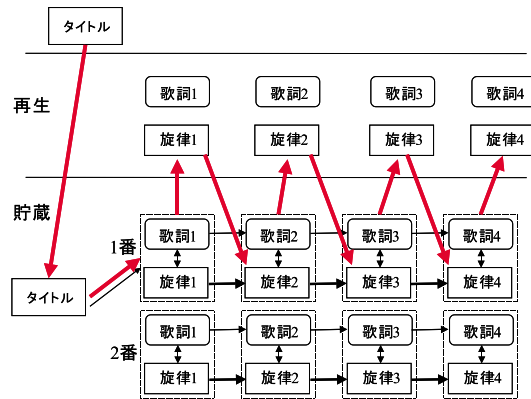 タイトル
歌詞1 歌詞2 歌詞3 歌詞4
再生
旋律1 旋律2 旋律3 旋律4
貯蔵
1番
歌詞1 歌詞2 歌詞3 歌詞4
タイトル
旋律1 旋律2 旋律3 旋律4
歌詞1 歌詞2 歌詞3 歌詞4
2番
旋律1 旋律2 旋律3 旋律4